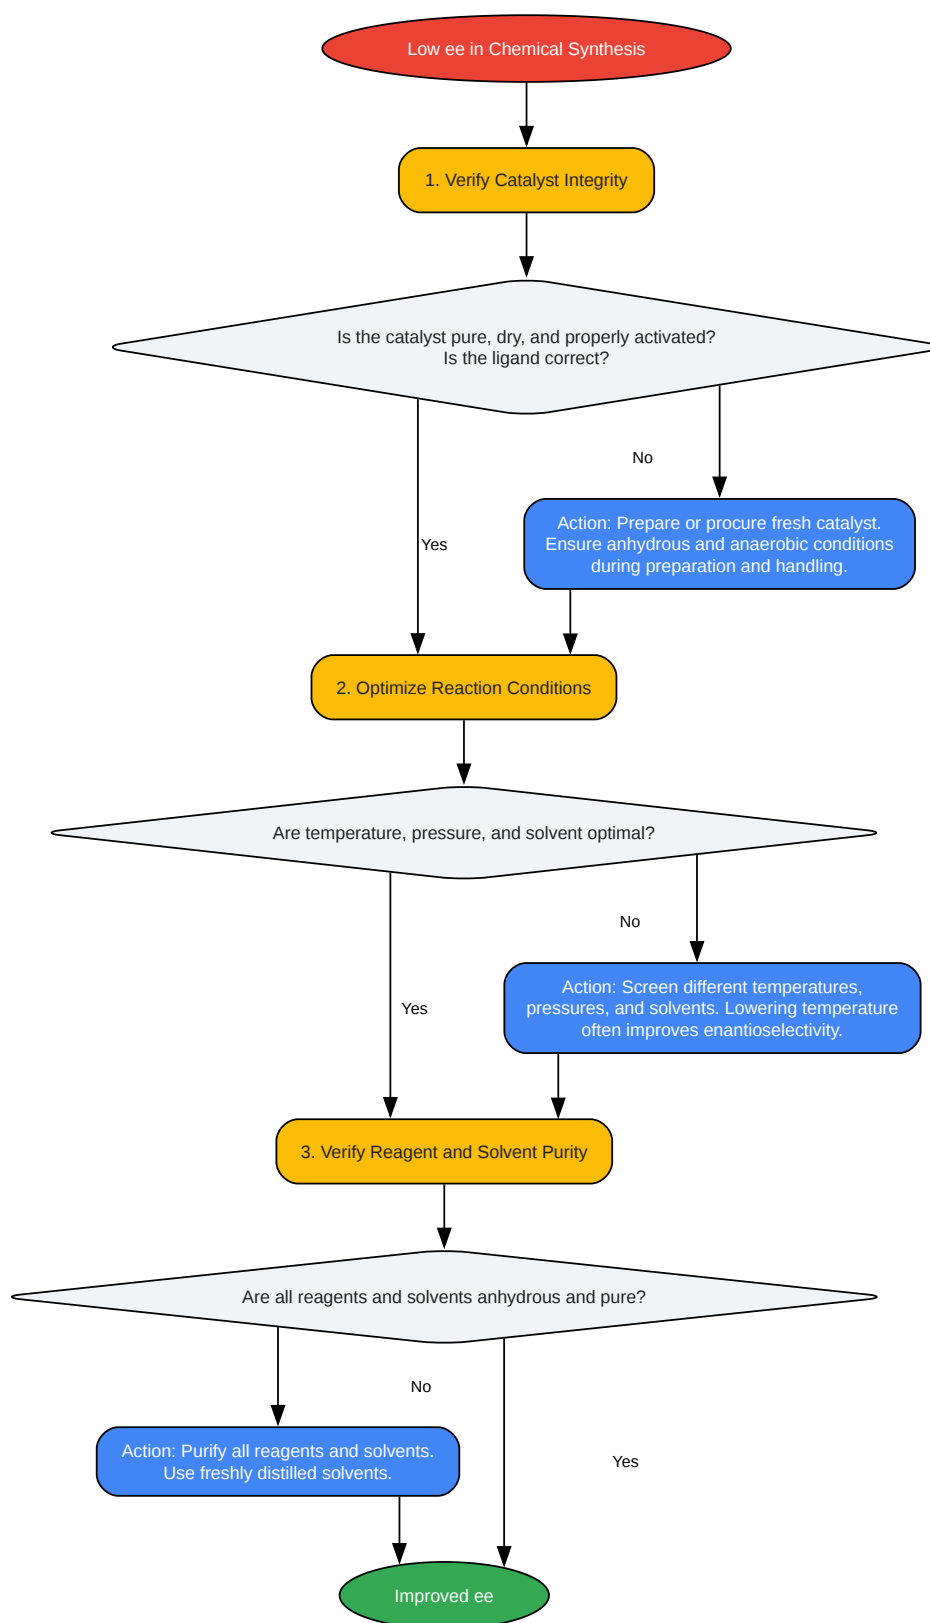 Low ee in Chemical Synthesis
1. Verify Catalyst Integrity
Is the catalyst pure, dry, and properly activated?
Is the ligand correct?
No
Action: Prepare or procure fresh catalyst.
Ensure anhydrous and anaerobic conditions
during preparation and handling.
Yes
2. Optimize Reaction Conditions
Are temperature, pressure, and solvent optimal?
No
Action: Screen different temperatures,
pressures, and solvents. Lowering temperature
often improves enantioselectivity.
Yes
3. Verify Reagent and Solvent Purity
Are all reagents and solvents anhydrous and pure?
No
Action: Purify all reagents and solvents.
Use freshly distilled solvents.
Yes
Improved ee